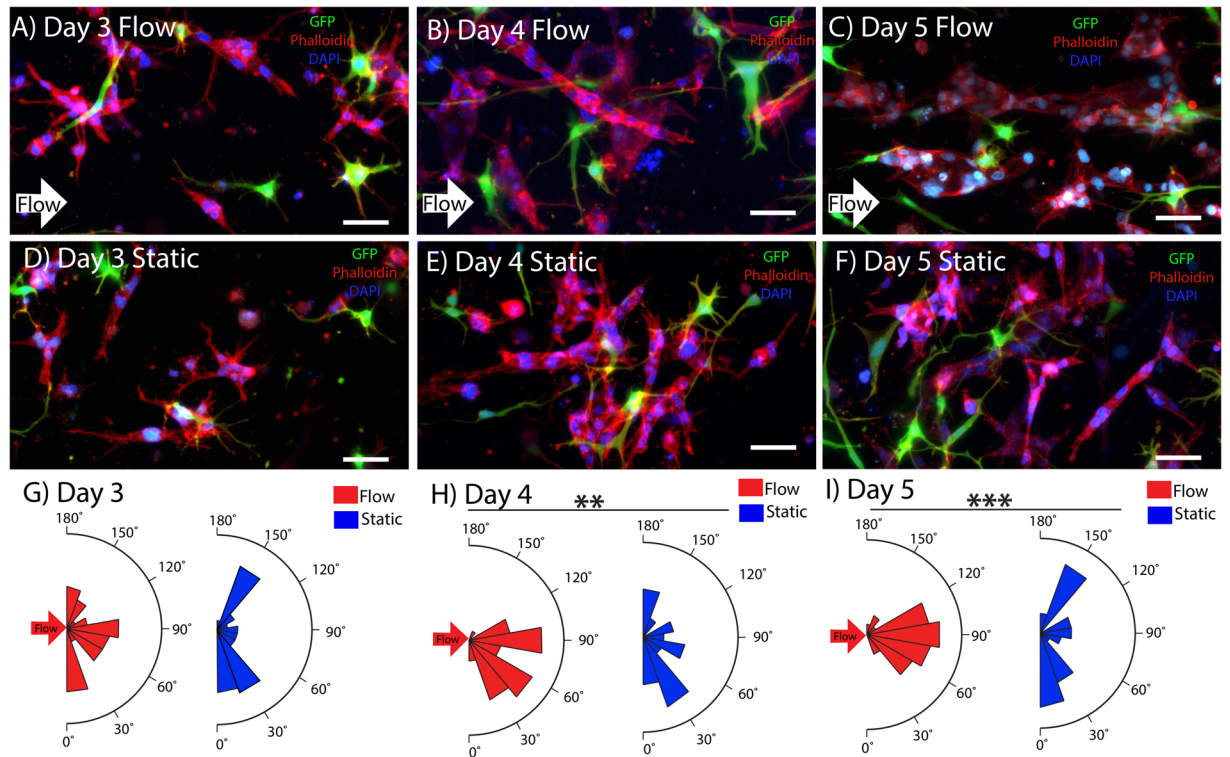 A) Day 3 Flow
GFP
Phalloidin
DAPI
Flow
B) Day 4 Flow
GFP
Phalloidin
DAPI
Flow
C) Day 5 Flow
GFP
Phalloidin
DAPI
Flow
D) Day 3 Static
GFP
Phalloidin
DAPI
E) Day 4 Static
GFP
Phalloidin
DAPI
F) Day 5 Static
GFP
Phalloidin
DAPI
G) Day 3
Flow
Static
180°
150°
120°
90°
60°
30°
0°
Flow
180°
150°
120°
90°
60°
30°
0°
H) Day 4
**
Flow
Static
180°
150°
120°
90°
60°
30°
0°
Flow
180°
150°
120°
90°
60°
30°
0°
I) Day 5
***
Flow
Static
180°
150°
120°
90°
60°
30°
0°
Flow
180°
150°
120°
90°
60°
30°
0°